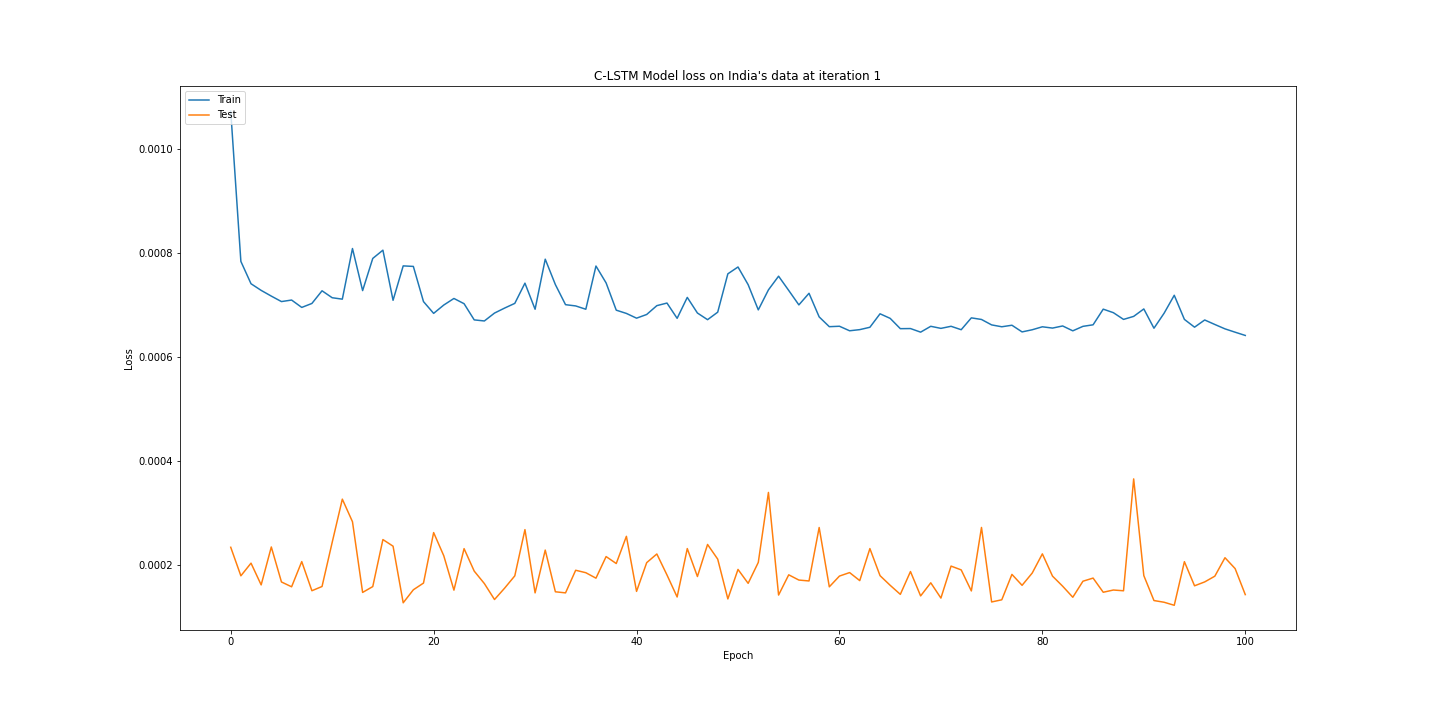 C-LSTM Model loss on India's data at iteration 1
Train
Test
0.0010
0.0008
0.0006
0.0004
0.0002
Loss
0 20 40 60 80 100
Epoch